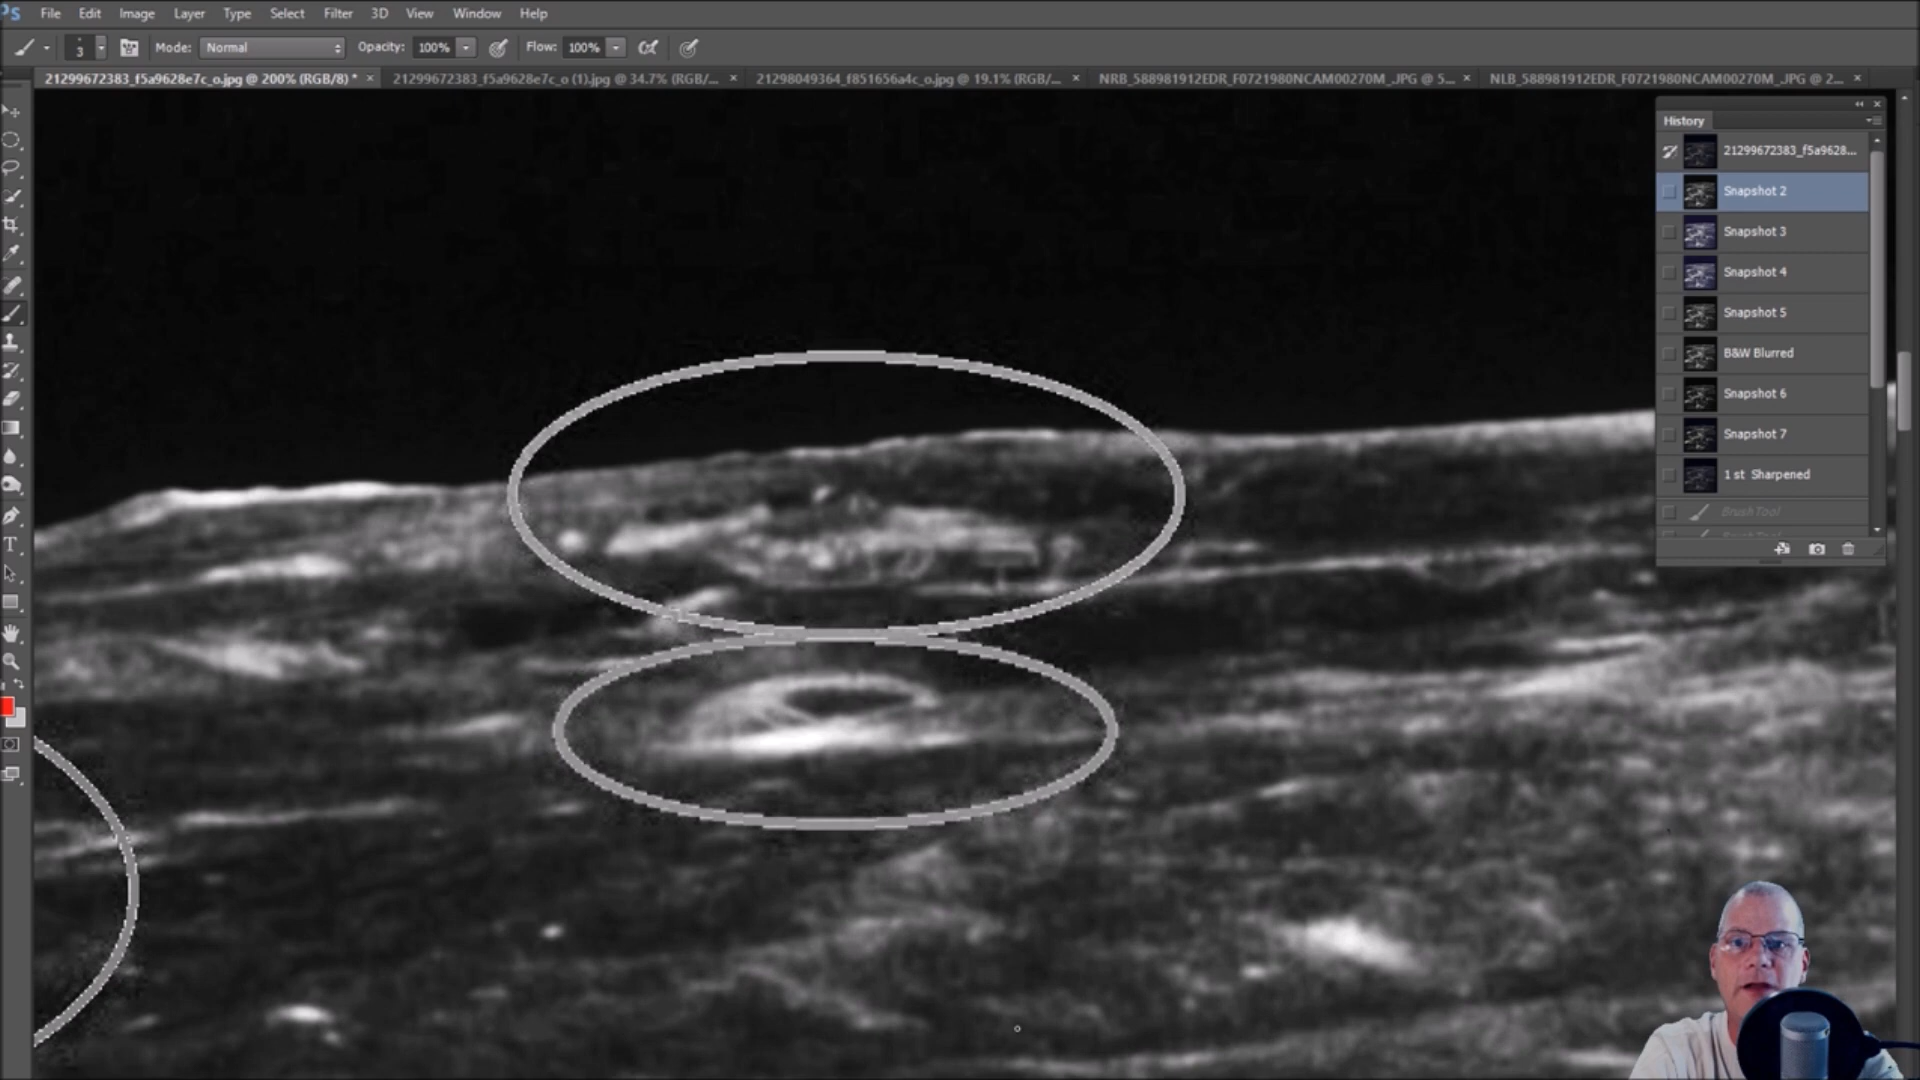 Ps File Edit Image Layer Type Select Filter 3D View Window Help
3 Mode: Normal Opacity: 100% Flow: 100%
21299672383_f5a9628e7c_o.jpg @ 200% (RGB/8) * × 21299672383_f5a9628e7c_o (1).jpg @ 34.7% (RGB/... × 21298049364_f851656a4c_o.jpg @ 19.1% (RGB/... × NRB_588981912EDR_F0721980NCAM00270M_.JPG @ 5... × NLB_588981912EDR_F0721980NCAM00270M_.JPG @ 2... ×
History
21299672383_f5a9628...
Snapshot 2
Snapshot 3
Snapshot 4
Snapshot 5
B&W Blurred
Snapshot 6
Snapshot 7
1 st Sharpened
Brush Tool